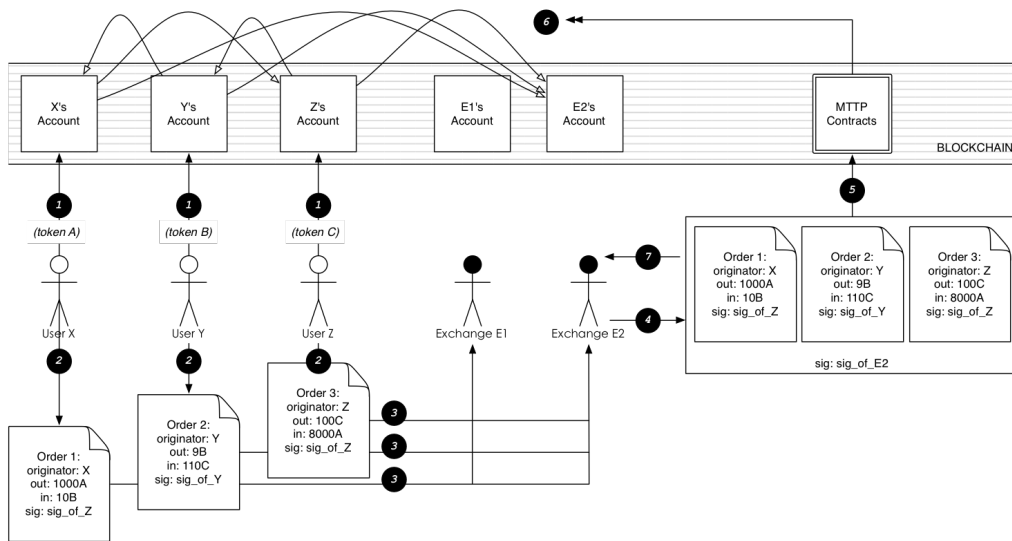 6
X's
Account
Y's
Account
Z's
Account
E1's
Account
E2's
Account
MTTP
Contracts
BLOCKCHAIN
1
1
1
5
(token A)
(token B)
(token C)
Order 1:
originator: X
out: 1000A
in: 10B
sig: sig_of_Z
Order 2:
originator: Y
out: 9B
in: 110C
sig: sig_of_Y
Order 3:
originator: Z
out: 100C
in: 8000A
sig: sig_of_Z
sig: sig_of_E2
7
4
User X
User Y
User Z
Exchange E1
Exchange E2
2
2
2
Order 3:
originator: Z
out: 100C
in: 8000A
sig: sig_of_Z
Order 2:
originator: Y
out: 9B
in: 110C
sig: sig_of_Y
Order 1:
originator: X
out: 1000A
in: 10B
sig: sig_of_Z
3
3
3